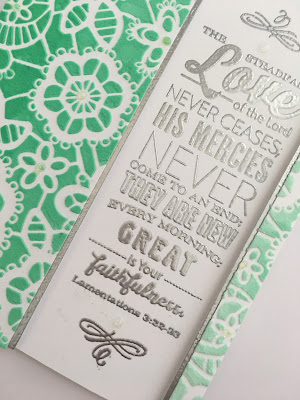 THE STEADFAST
Love
of the Lord
NEVER CEASES;
HIS MERCIES
NEVER
COME TO AN END;
THEY ARE NEW
EVERY MORNING;
GREAT
is Your
faithfulness.
Lamentations 3:22-23